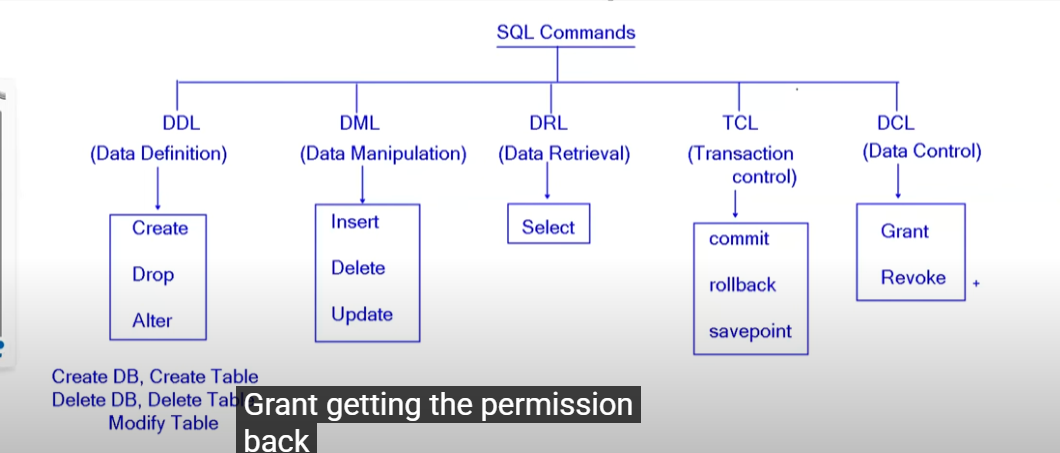 SQL Commands
DDL
(Data Definition)
Create
Drop
Alter
Create DB, Create Table
Delete DB, Delete Tab
Modify Table
DML
(Data Manipulation)
Insert
Delete
Update
DRL
(Data Retrieval)
Select
TCL
(Transaction
control)
commit
rollback
savepoint
DCL
(Data Control)
Grant
Revoke
Grant getting the permission
back